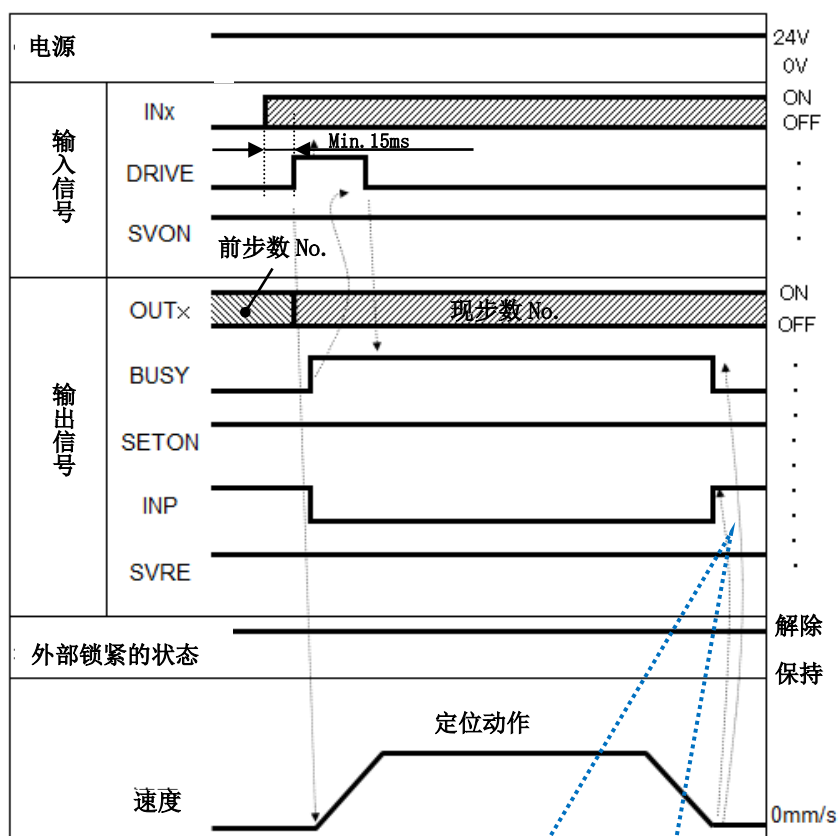 电源
24V
0V
输入信号
INx
ON
OFF
Min.15ms
DRIVE
SVON
前步数 No.
输出信号
OUT×
现步数 No.
ON
OFF
BUSY
SETON
INP
SVRE
外部锁紧的状态
解除
保持
定位动作
速度
0mm/s